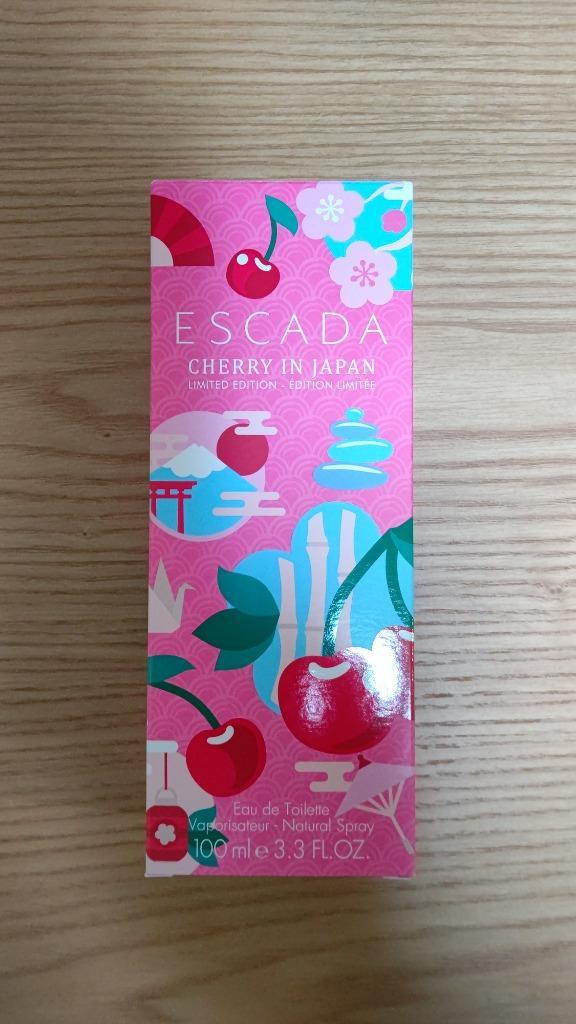 ESCADA
CHERRY IN JAPAN
LIMITED EDITION - ÉDITION LIMITÉE
Eau de Toilette
Vaporisateur - Natural Spray
100 ml e 3.3 FL.OZ.